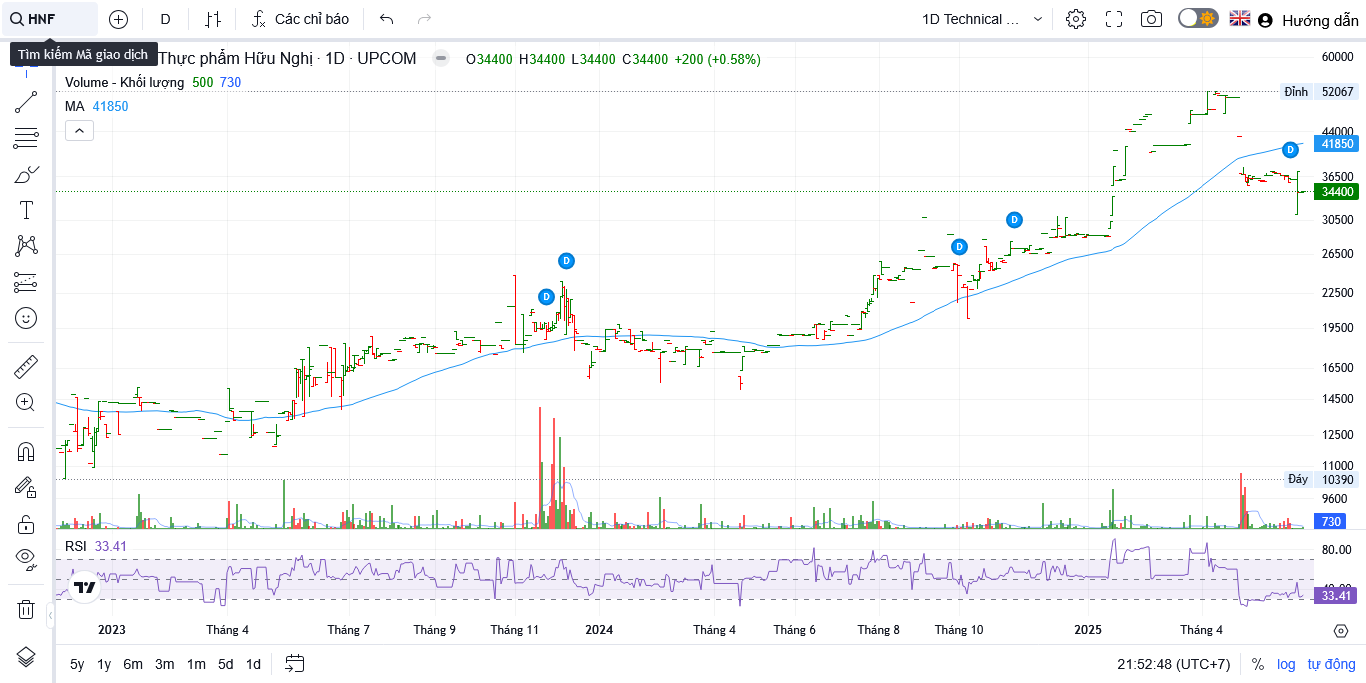 HNF
D
Các chỉ báo
1D Technical ...
Hướng dẫn
Tìm kiếm Mã giao dịch
Thực phẩm Hữu Nghị · 1D · UPCOM
O34400 H34400 L34400 C34400 +200 (+0.58%)
Volume - Khối lượng 500 730
MA 41850
60000
Đỉnh 52067
44000
41850
36500
34400
30500
26500
22500
19500
16500
14500
12500
11000
Đáy 10390
9600
730
D
D
D
D
D
RSI 33.41
80.00
33.41
2023
Tháng 4
Tháng 7
Tháng 9
Tháng 11
2024
Tháng 4
Tháng 6
Tháng 8
Tháng 10
2025
Tháng 4
5y 1y 6m 3m 1m 5d 1d
21:52:48 (UTC+7)
% log tự động